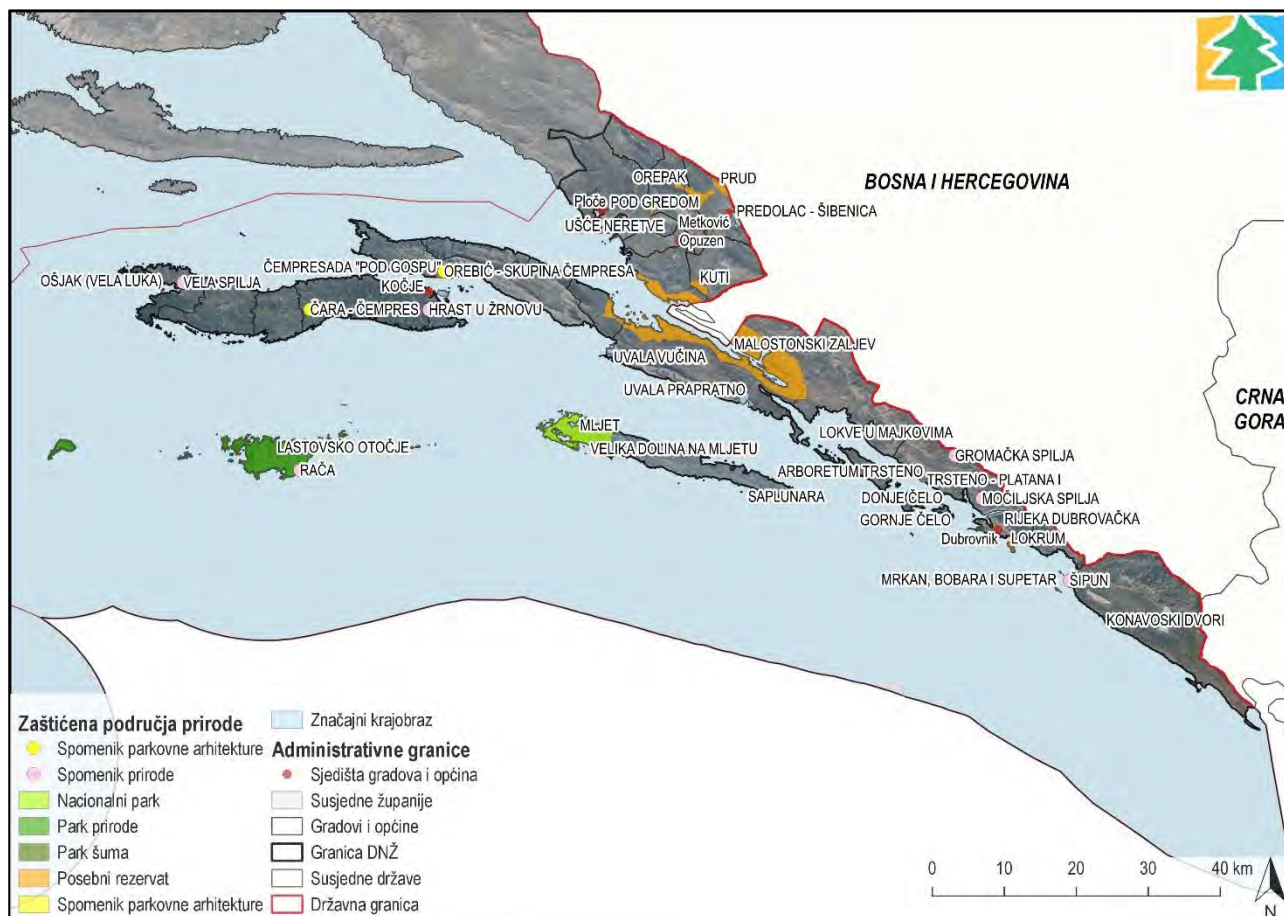 BOSNA I HERCEGOVINA
CRNA
GORA
OREPAK
PRUD
Ploče
POD GREDOM
PREDOLAC - ŠIBENICA
UŠĆE NERETVE
Metković
Opuzen
KUTI
ČEMPRESADA "POD GOSPU"
OREBIĆ - SKUPINA ČEMPRESA
OŠJAK (VELA LUKA)
VELA SPILJA
KOČJE
ČARA - ČEMPRES
HRAST U ŽRNOVU
MALOSTONSKI ZALJEV
UVALA VUČINA
UVALA PRAPRATNO
MLJET
LASTOVSKO OTOČJE
RAČA
VELIKA DOLINA NA MLJETU
SAPLUNARA
LOKVE U MAJKOVIMA
GROMAČKA SPILJA
ARBORETUM TRSTENO
TRSTENO - PLATANA I
DONJE ČELO
MOČILJSKA SPILJA
GORNJE ČELO
RIJEKA DUBROVAČKA
Dubrovnik
LOKRUM
MRKAN, BOBARA I SUPETAR
ŠIPUN
KONAVOSKI DVORI
Zaštićena područja prirode
Spomenik parkovne arhitekture
Spomenik prirode
Nacionalni park
Park prirode
Park šuma
Posebni rezervat
Spomenik parkovne arhitekture
Značajni krajobraz
Administrativne granice
Sjedišta gradova i općina
Susjedne županije
Gradovi i općine
Granica DNŽ
Susjedne države
Državna granica
0 10 20 30 40 km
N